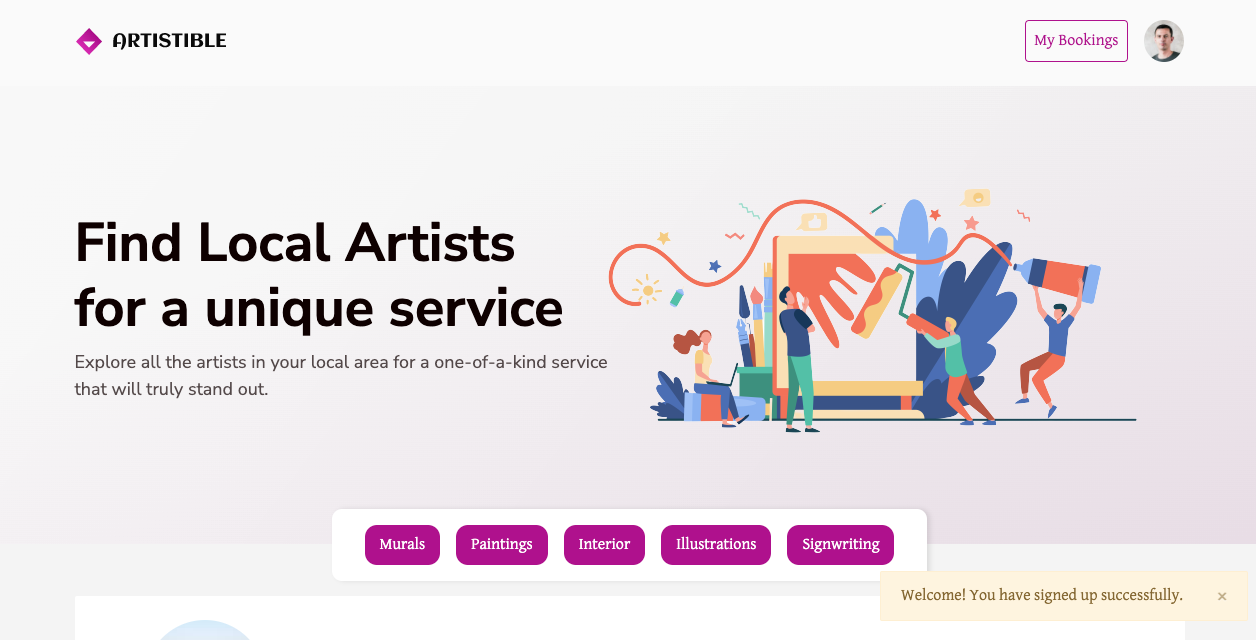 ARTISTIBLE
My Bookings
Find Local Artists
for a unique service
Explore all the artists in your local area for a one-of-a-kind service
that will truly stand out.
Murals
Paintings
Interior
Illustrations
Signwriting
Welcome! You have signed up successfully.
×